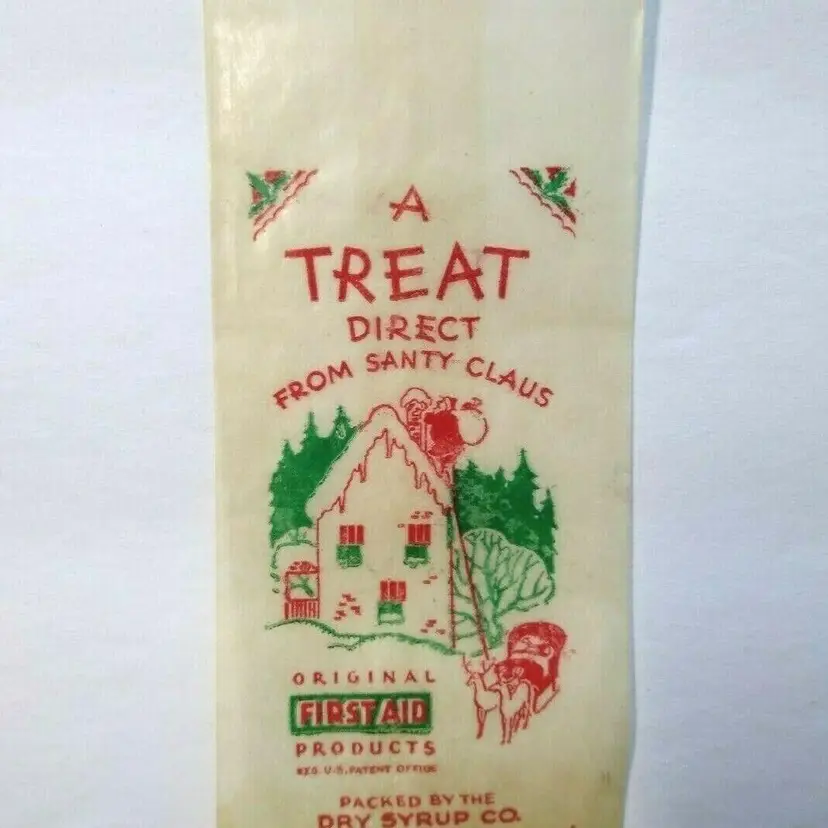 A
TREAT
DIRECT
FROM SANTY CLAUS
ORIGINAL
FIRST AID
PRODUCTS
REG. U.S. PATENT OFFICE
PACKED BY THE
DRY SYRUP CO.